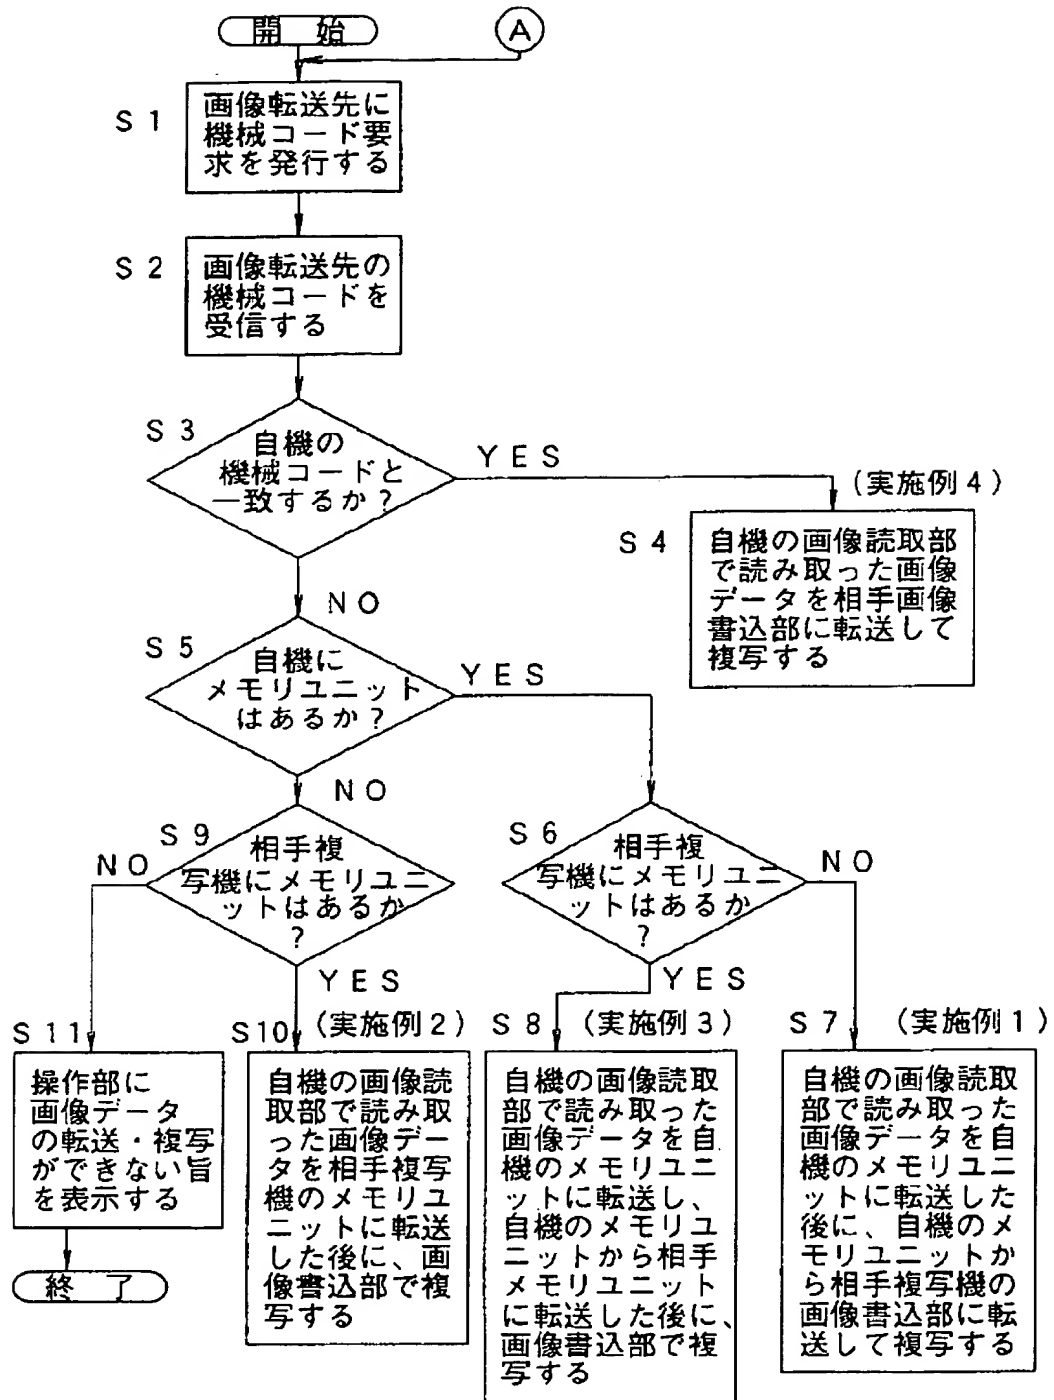 開 始
A
S1
画像転送先に
機械コード要
求を発行する
S2
画像転送先の
機械コードを
受信する
S3
自機の
機械コードと
一致するか?
YES
(実施例4)
S4
自機の画像読取部
で読み取った画像
データを相手画像
書込部に転送して
複写する
NO
S5
自機に
メモリユニット
はあるか?
YES
NO
S9
相手複
写機にメモリユニ
ットはあるか
?
NO
S6
相手複
写機にメモリユニ
ットはあるか
?
NO
YES
YES
S11
操作部に
画像データ
の転送・複写
ができない旨
を表示する
終 了
S10
(実施例2)
自機の画像読
取部で読み取
った画像デー
タを相手複写
機のメモリユ
ニットに転送
した後に、画
像書込部で複
写する
S8
(実施例3)
自機の画像読取
部で読み取った
画像データを自
機のメモリユニ
ットに転送し、
自機のメモリユ
ニットから相手
メモリユニット
に転送した後に、
画像書込部で複
写する
S7
(実施例1)
自機の画像読取
部で読み取った
画像データを自
機のメモリユニ
ットに転送した
後に、自機のメ
モリユニットか
ら相手複写機の
画像書込部に転
送して複写する